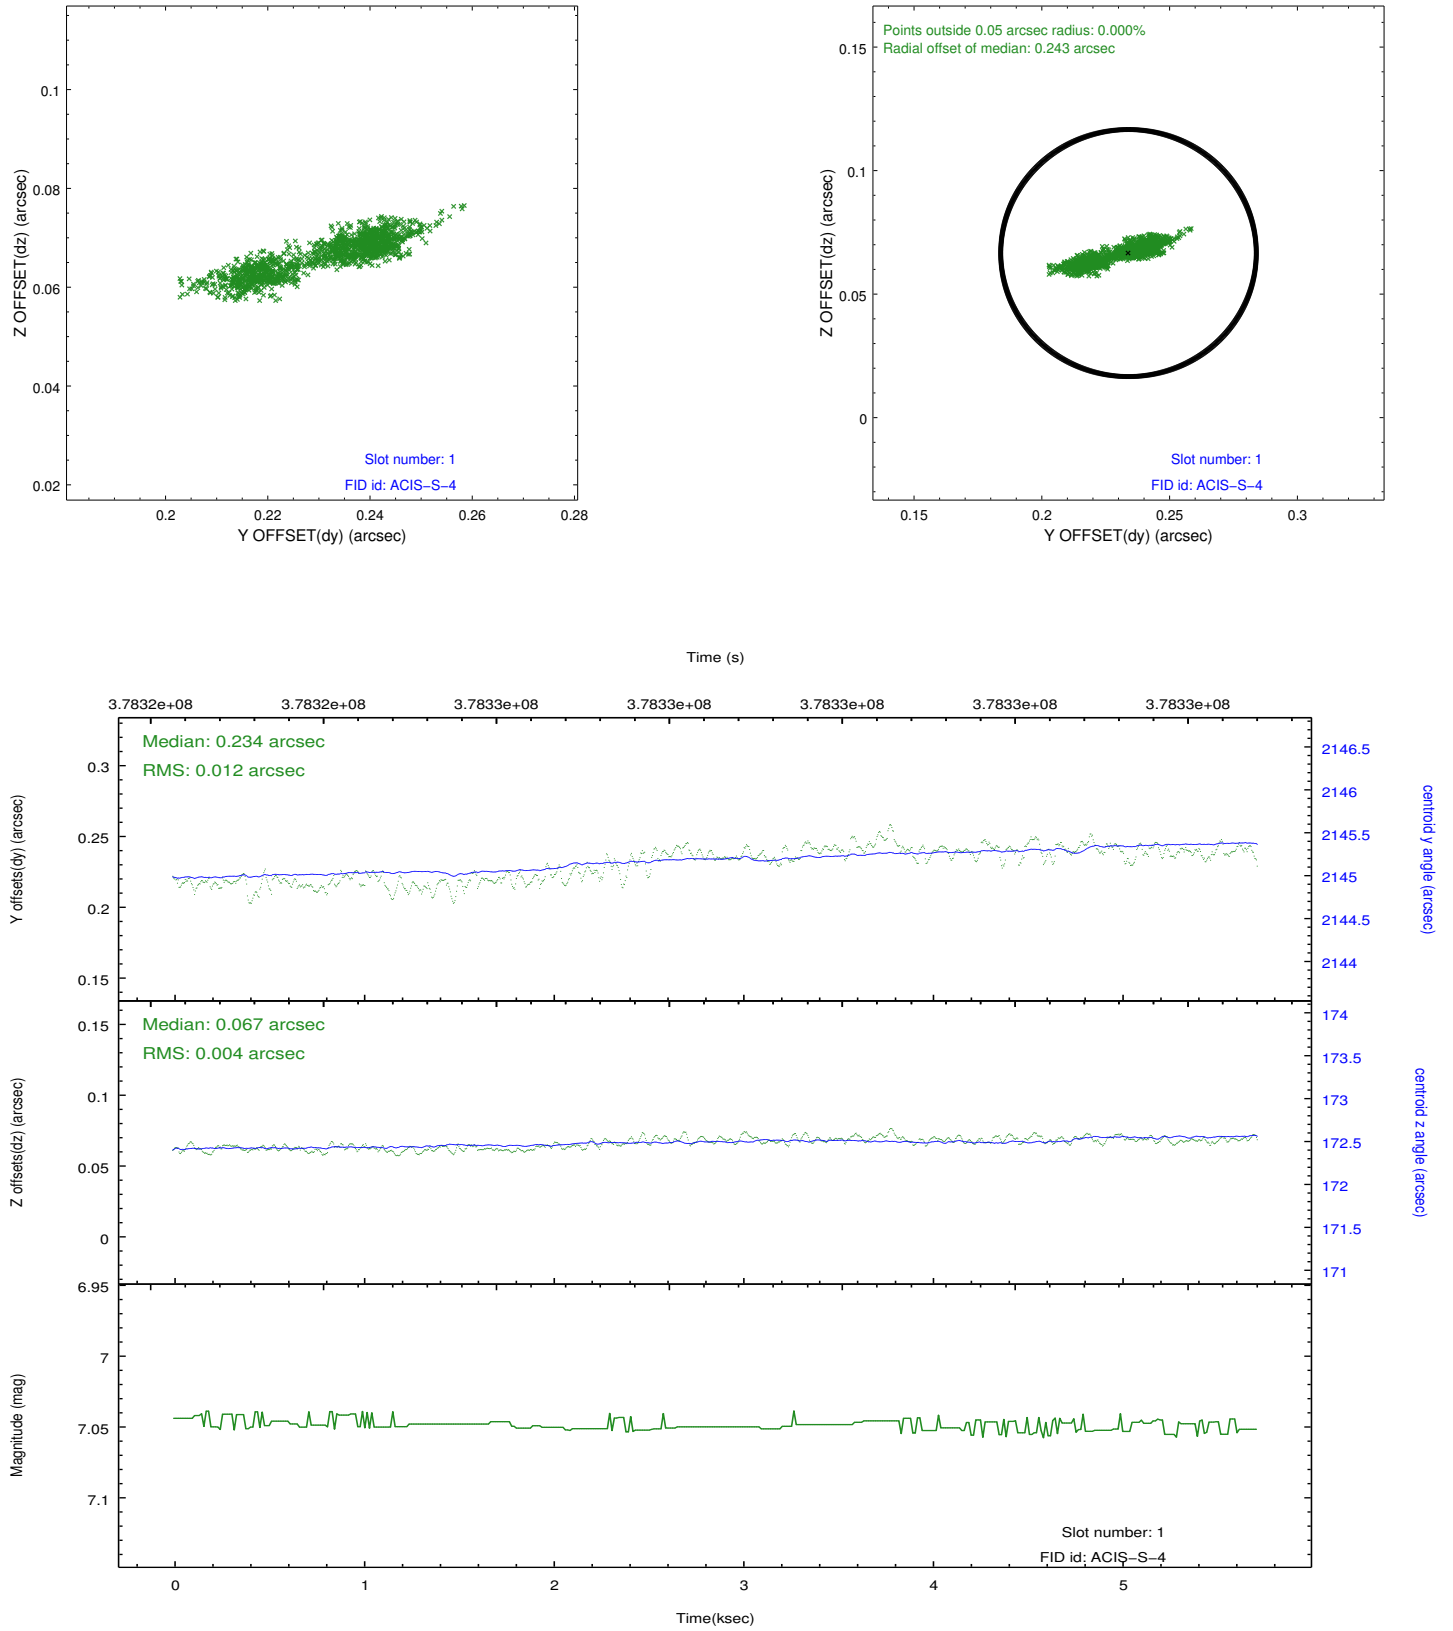 0.1
0.08
0.06
0.04
0.02
Z OFFSET(dz) (arcsec)
Slot number: 1
FID id: ACIS−S−4
0.2 0.22 0.24 0.26 0.28
Y OFFSET(dy) (arcsec)
Points outside 0.05 arcsec radius: 0.000%
Radial offset of median: 0.243 arcsec
0.15
0.1
0.05
0
Z OFFSET(dz) (arcsec)
Slot number: 1
FID id: ACIS−S−4
0.15 0.2 0.25 0.3
Y OFFSET(dy) (arcsec)
Time (s)
3.7832e+08 3.7832e+08 3.7833e+08 3.7833e+08 3.7833e+08 3.7833e+08 3.7833e+08
Median: 0.234 arcsec
RMS: 0.012 arcsec
0.3
0.25
0.2
0.15
Y offsets(dy) (arcsec)
2146.5
2146
2145.5
2145
2144.5
2144
centroid y angle (arcsec)
Median: 0.067 arcsec
RMS: 0.004 arcsec
0.15
0.1
0.05
0
Z offsets(dz) (arcsec)
174
173.5
173
172.5
172
171.5
171
centroid z angle (arcsec)
6.95
7
7.05
7.1
Magnitude (mag)
Slot number: 1
FID id: ACIS−S−4
0 1 2 3 4 5
Time(ksec)